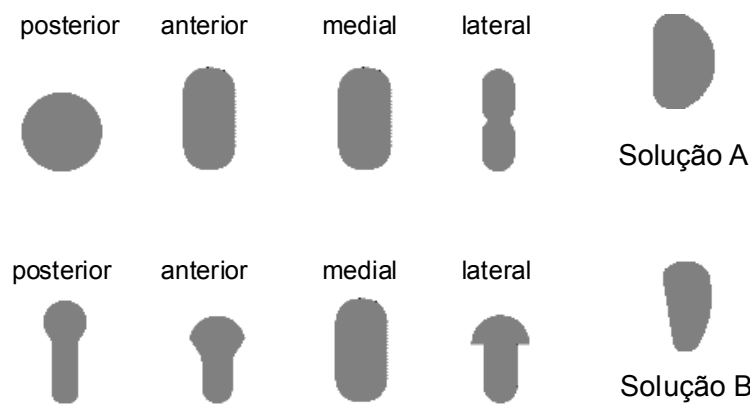 posterior anterior medial lateral
Solução A
posterior anterior medial lateral
Solução B